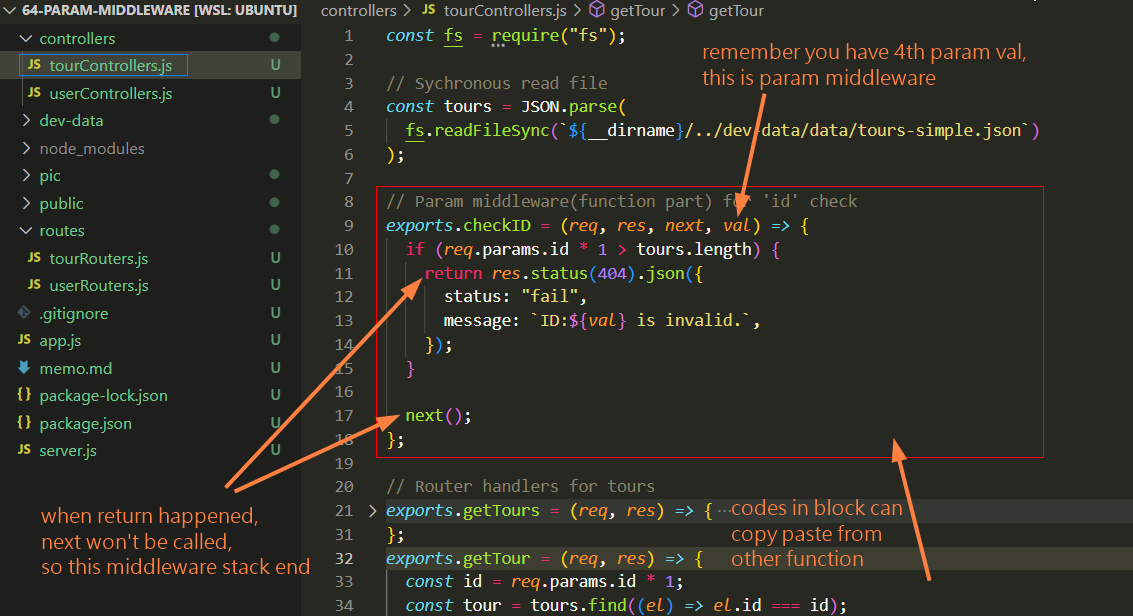 64-PARAM-MIDDLEWARE [WSL: UBUNTU]
controllers
JS tourControllers.js U
JS userControllers.js U
dev-data
node_modules
pic
public
routes
JS tourRouters.js U
JS userRouters.js U
.gitignore U
JS app.js U
memo.md U
{} package-lock.json U
{} package.json U
JS server.js U
when return happened,
next won't be called,
so this middleware stack end
controllers > JS tourControllers.js > getTour > getTour
1 const fs = require("fs");
2
3 // Sychronous read file
4 const tours = JSON.parse(
5 fs.readFileSync(`${__dirname}/../dev-data/data/tours-simple.json`)
6 );
7
8 // Param middleware(function part) for 'id' check
9 exports.checkID = (req, res, next, val) => {
10 if (req.params.id * 1 > tours.length) {
11 return res.status(404).json({
12 status: "fail",
13 message: `ID:${val} is invalid.`,
14 });
15 }
16
17 next();
18 };
19
20 // Router handlers for tours
21 exports.getTours = (req, res) => { ···
31 };
32 exports.getTour = (req, res) => {
33 const id = req.params.id * 1;
34 const tour = tours.find((el) => el.id === id);
remember you have 4th param val,
this is param middleware
codes in block can
copy paste from
other function